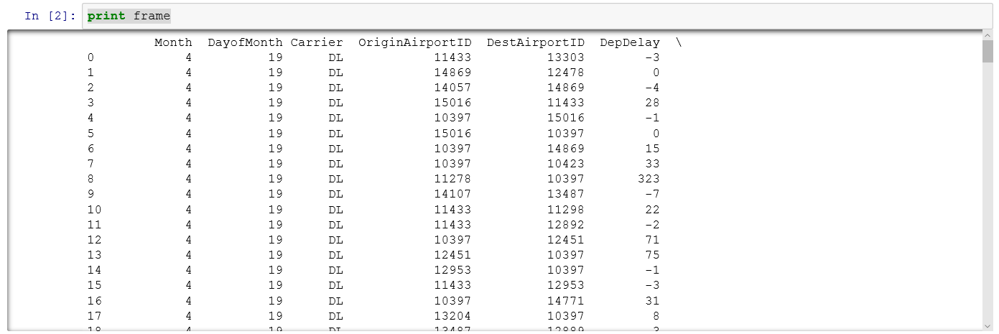 In [2]: print frame
Month DayofMonth Carrier OriginAirportID DestAirportID DepDelay \
0 4 19 DL 11433 13303 -3
1 4 19 DL 14869 12478 0
2 4 19 DL 14057 14869 -4
3 4 19 DL 15016 11433 28
4 4 19 DL 10397 15016 -1
5 4 19 DL 15016 10397 0
6 4 19 DL 10397 14869 15
7 4 19 DL 10397 10423 33
8 4 19 DL 11278 10397 323
9 4 19 DL 14107 13487 -7
10 4 19 DL 11433 11298 22
11 4 19 DL 11433 12892 -2
12 4 19 DL 10397 12451 71
13 4 19 DL 12451 10397 75
14 4 19 DL 12953 10397 -1
15 4 19 DL 11433 12953 -3
16 4 19 DL 10397 14771 31
17 4 19 DL 13204 10397 8
18 4 19 DL